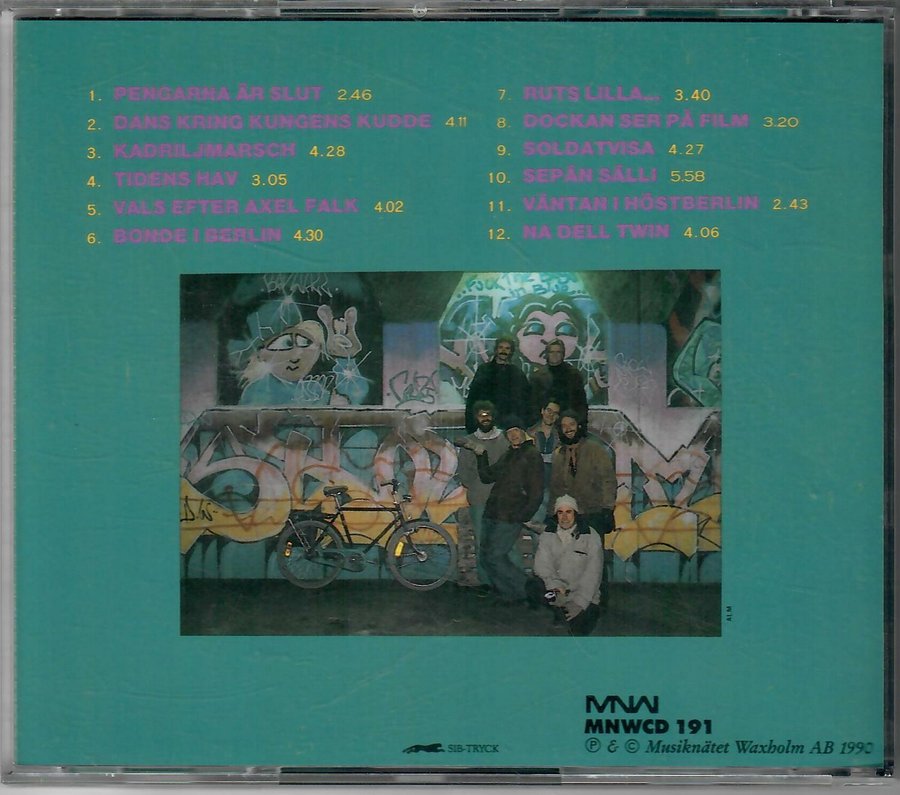 1. PENGARNA ÄR SLUT 2.46
2. DANS KRING KUNGENS KUDDE 4.11
3. KADRILJMARSCH 4.28
4. TIDENS HAV 3.05
5. VALS EFTER AXEL FALK 4.02
6. BONDE I BERLIN 4.30
7. RUTS LILLA... 3.40
8. DOCKAN SER PÅ FILM 3.20
9. SOLDATVISA 4.27
10. SEPÄN SÄLLI 5.58
11. VÄNTAN I HÖSTBERLIN 2.43
12. NA DELL TWIN 4.06
ALM
MNW
MNWCD 191
SIB-TRYCK
Ⓟ & © Musiknätet Waxholm AB 1990